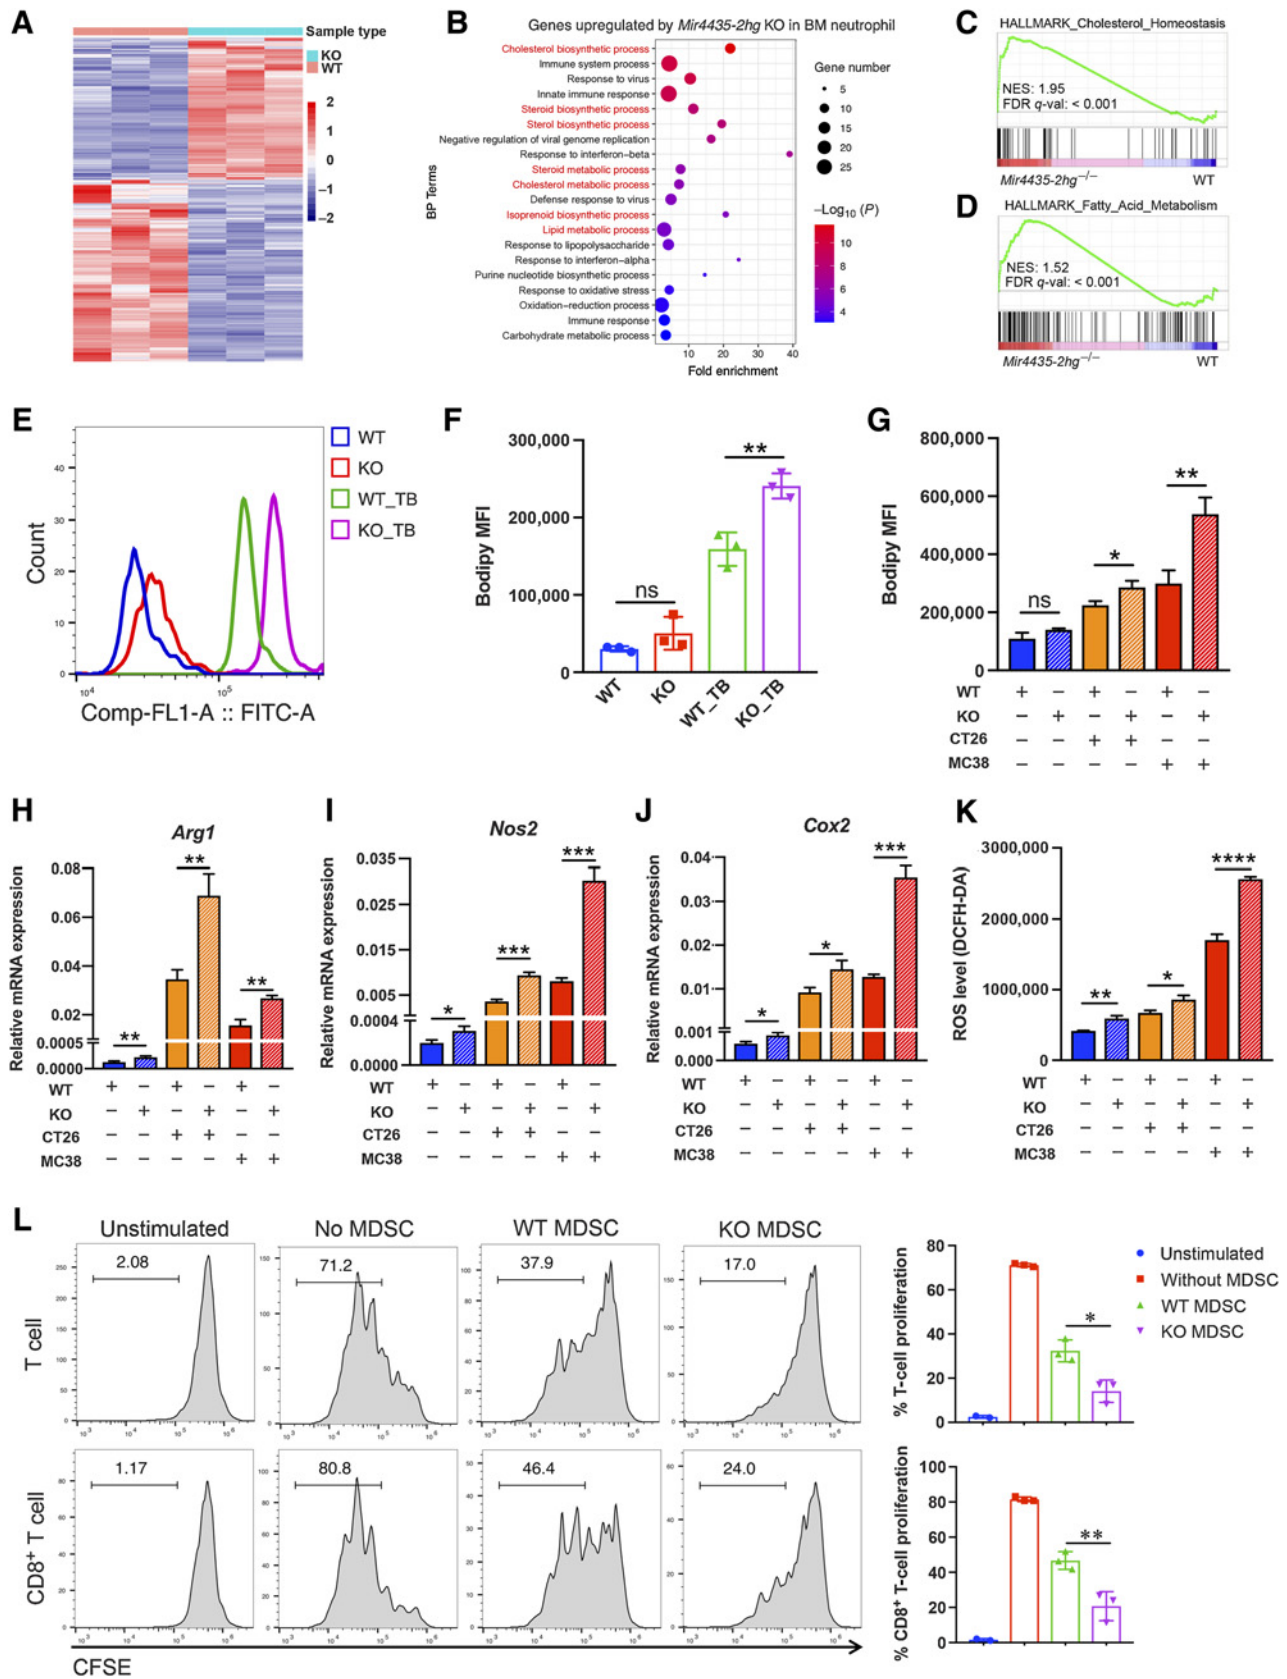 A
Sample type
KO
WT
2
1
0
−1
−2
B
Genes upregulated by Mir4435-2hg KO in BM neutrophil
BP Terms
Cholesterol biosynthetic process
Immune system process
Response to virus
Innate immune response
Steroid biosynthetic process
Sterol biosynthetic process
Negative regulation of viral genome replication
Response to interferon−beta
Steroid metabolic process
Cholesterol metabolic process
Defense response to virus
Isoprenoid biosynthetic process
Lipid metabolic process
Response to lipopolysaccharide
Response to interferon−alpha
Purine nucleotide biosynthetic process
Response to oxidative stress
Oxidation−reduction process
Immune response
Carbohydrate metabolic process
10 20 30 40
Fold enrichment
Gene number
5
10
15
20
25
−Log10 (P)
10
8
6
4
C
HALLMARK_Cholesterol_Homeostasis
NES: 1.95
FDR q-val: < 0.001
Mir4435-2hg−/− WT
D
HALLMARK_Fatty_Acid_Metabolism
NES: 1.52
FDR q-val: < 0.001
Mir4435-2hg−/− WT
E
Count
40
30
20
10
0
10^4 10^5
Comp-FL1-A :: FITC-A
WT
KO
WT_TB
KO_TB
F
Bodipy MFI
300,000
200,000
100,000
0
ns
**
WT KO WT_TB KO_TB
G
Bodipy MFI
800,000
600,000
400,000
200,000
0
ns * **
WT + − + − + −
KO − + − + − +
CT26 − − + + − −
MC38 − − − − + +
H
Arg1
Relative mRNA expression
0.08
0.06
0.04
0.02
0.0005
0.0000
** ** **
WT + − + − + −
KO − + − + − +
CT26 − − + + − −
MC38 − − − − + +
I
Nos2
Relative mRNA expression
0.035
0.025
0.015
0.005
0.0004
0.0000
* *** ***
WT + − + − + −
KO − + − + − +
CT26 − − + + − −
MC38 − − − − + +
J
Cox2
Relative mRNA expression
0.04
0.03
0.02
0.01
0.001
0.000
* * ***
WT + − + − + −
KO − + − + − +
CT26 − − + + − −
MC38 − − − − + +
K
ROS level (DCFH-DA)
3000,000
2000,000
1000,000
0
** * ****
WT + − + − + −
KO − + − + − +
CT26 − − + + − −
MC38 − − − − + +
L
Unstimulated No MDSC WT MDSC KO MDSC
T cell
2.08 71.2 37.9 17.0
CD8+ T cell
1.17 80.8 46.4 24.0
CFSE
% T-cell proliferation
80
60
40
20
0
*
Unstimulated
Without MDSC
WT MDSC
KO MDSC
% CD8+ T-cell proliferation
100
80
60
40
20
0
**